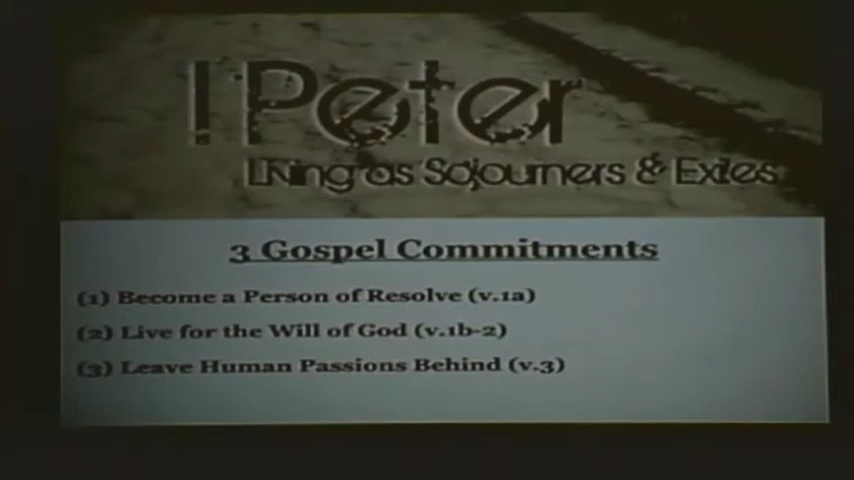 I Peter
Living as Sojourners & Exiles
3 Gospel Commitments
(1) Become a Person of Resolve (v.1a)
(2) Live for the Will of God (v.1b-2)
(3) Leave Human Passions Behind (v.3)